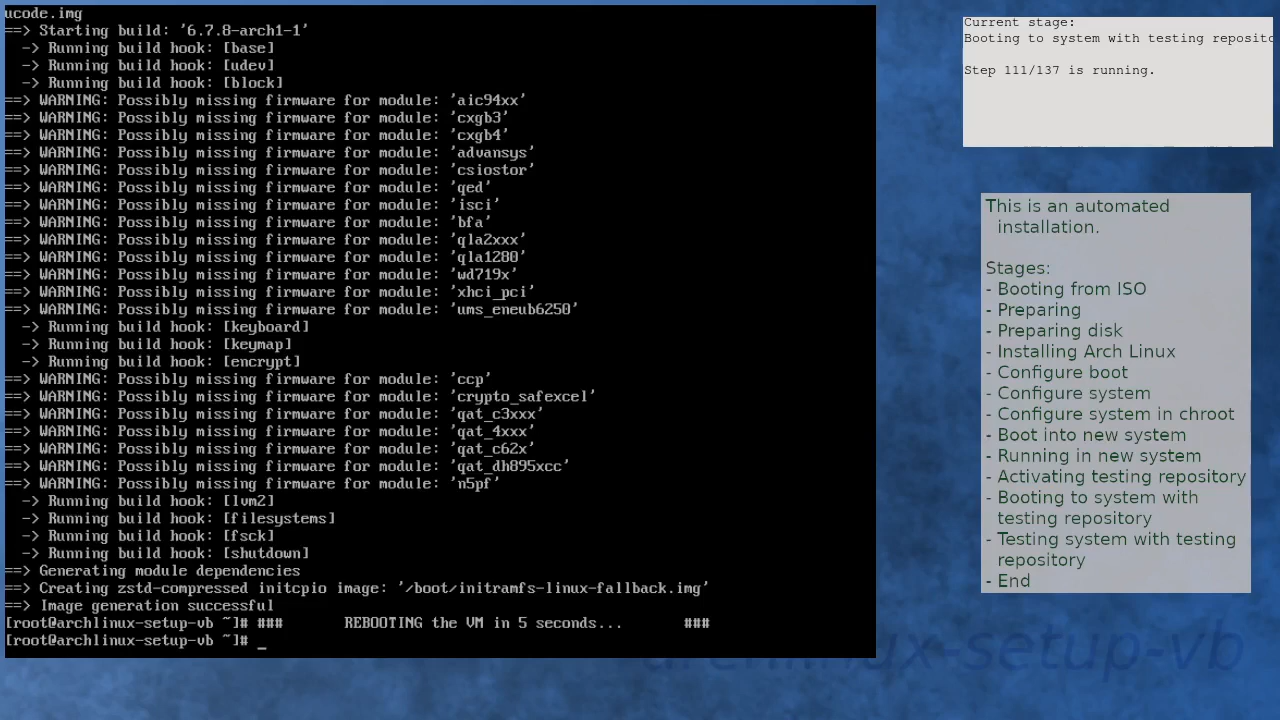 ucode.img
==> Starting build: '6.7.8-arch1-1'
-> Running build hook: [base]
-> Running build hook: [udev]
-> Running build hook: [block]
==> WARNING: Possibly missing firmware for module: 'aic94xx'
==> WARNING: Possibly missing firmware for module: 'cxgb3'
==> WARNING: Possibly missing firmware for module: 'cxgb4'
==> WARNING: Possibly missing firmware for module: 'advansys'
==> WARNING: Possibly missing firmware for module: 'csiostor'
==> WARNING: Possibly missing firmware for module: 'qed'
==> WARNING: Possibly missing firmware for module: 'isci'
==> WARNING: Possibly missing firmware for module: 'bfa'
==> WARNING: Possibly missing firmware for module: 'qla2xxx'
==> WARNING: Possibly missing firmware for module: 'qla1280'
==> WARNING: Possibly missing firmware for module: 'wd719x'
==> WARNING: Possibly missing firmware for module: 'xhci_pci'
==> WARNING: Possibly missing firmware for module: 'ums_eneub6250'
-> Running build hook: [keyboard]
-> Running build hook: [keymap]
-> Running build hook: [encrypt]
==> WARNING: Possibly missing firmware for module: 'ccp'
==> WARNING: Possibly missing firmware for module: 'crypto_safexcel'
==> WARNING: Possibly missing firmware for module: 'qat_c3xxx'
==> WARNING: Possibly missing firmware for module: 'qat_4xxx'
==> WARNING: Possibly missing firmware for module: 'qat_c62x'
==> WARNING: Possibly missing firmware for module: 'qat_dh895xcc'
==> WARNING: Possibly missing firmware for module: 'n5pf'
-> Running build hook: [lvm2]
-> Running build hook: [filesystems]
-> Running build hook: [fsck]
-> Running build hook: [shutdown]
==> Generating module dependencies
==> Creating zstd-compressed initcpio image: '/boot/initramfs-linux-fallback.img'
==> Image generation successful
[root@archlinux-setup-vb ~]# ### REBOOTING the VM in 5 seconds... ###
[root@archlinux-setup-vb ~]# _
Current stage:
Booting to system with testing reposito
Step 111/137 is running.
This is an automated
installation.
Stages:
- Booting from ISO
- Preparing
- Preparing disk
- Installing Arch Linux
- Configure boot
- Configure system
- Configure system in chroot
- Boot into new system
- Running in new system
- Activating testing repository
- Booting to system with
testing repository
- Testing system with testing
repository
- End
archlinux-setup-vb